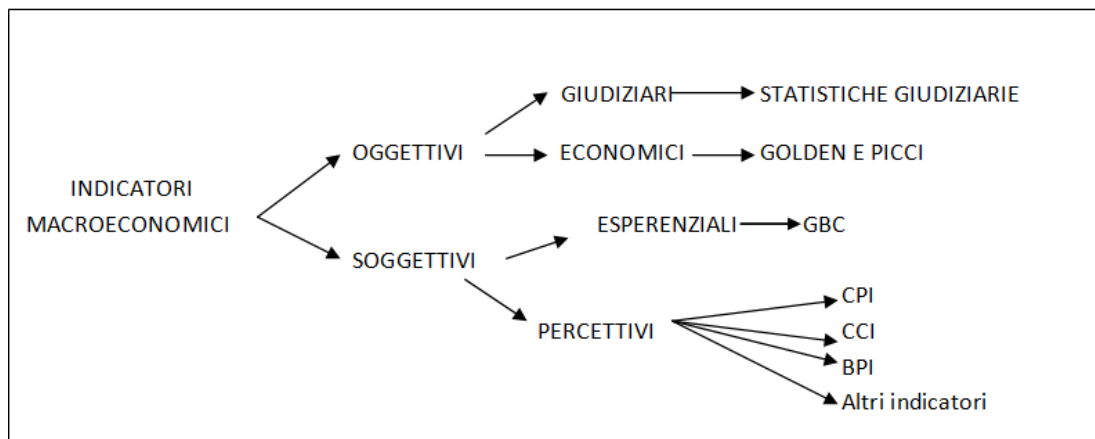 GIUDIZIARI
STATISTICHE GIUDIZIARIE
OGGETTIVI
ECONOMICI
GOLDEN E PICCI
INDICATORI
MACROECONOMICI
ESPERENZIALI
GBC
SOGGETTIVI
CPI
PERCETTIVI
CCI
BPI
Altri indicatori